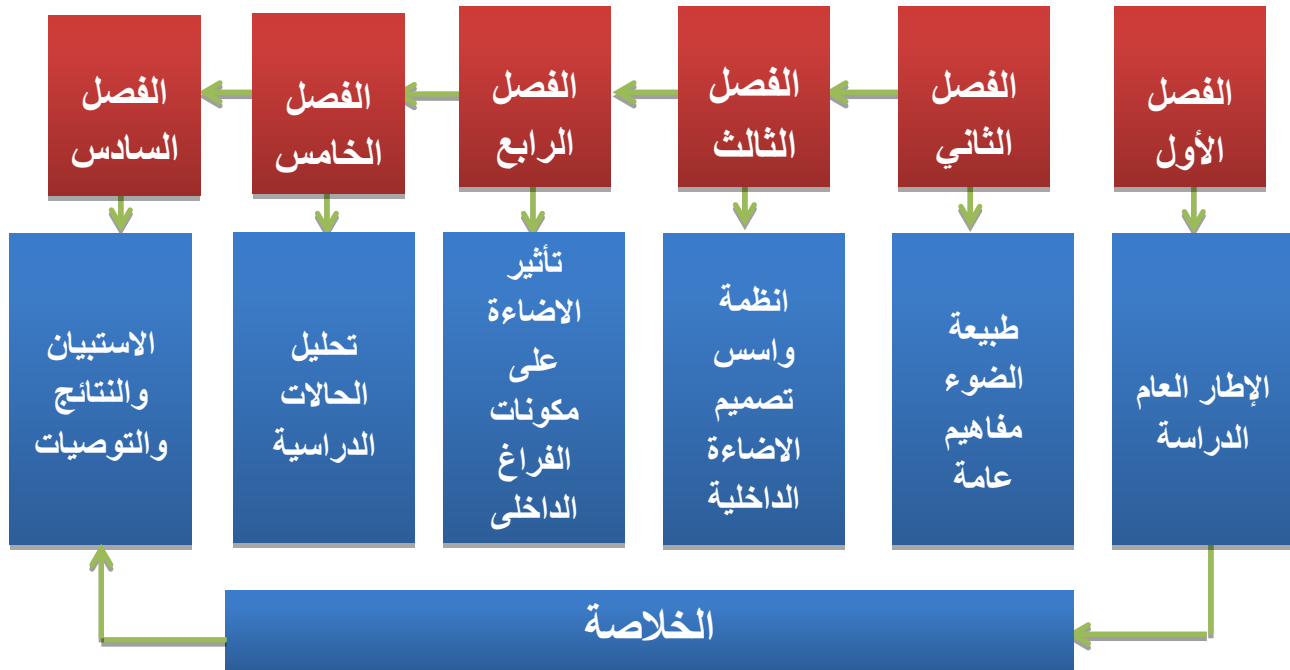 الفصل
الأول
الفصل
الثاني
الفصل
الثالث
الفصل
الرابع
الفصل
الخامس
الفصل
السادس
الإطار العام
الدراسة
طبيعة
الضوء
مفاهيم
عامة
انظمة
واسس
تصميم
الاضاءة
الداخلية
تأثير
الاضاءة
على
مكونات
الفراغ
الداخلى
تحليل
الحالات
الدراسية
الاستبيان
والنتائج
والتوصيات
الخلاصة